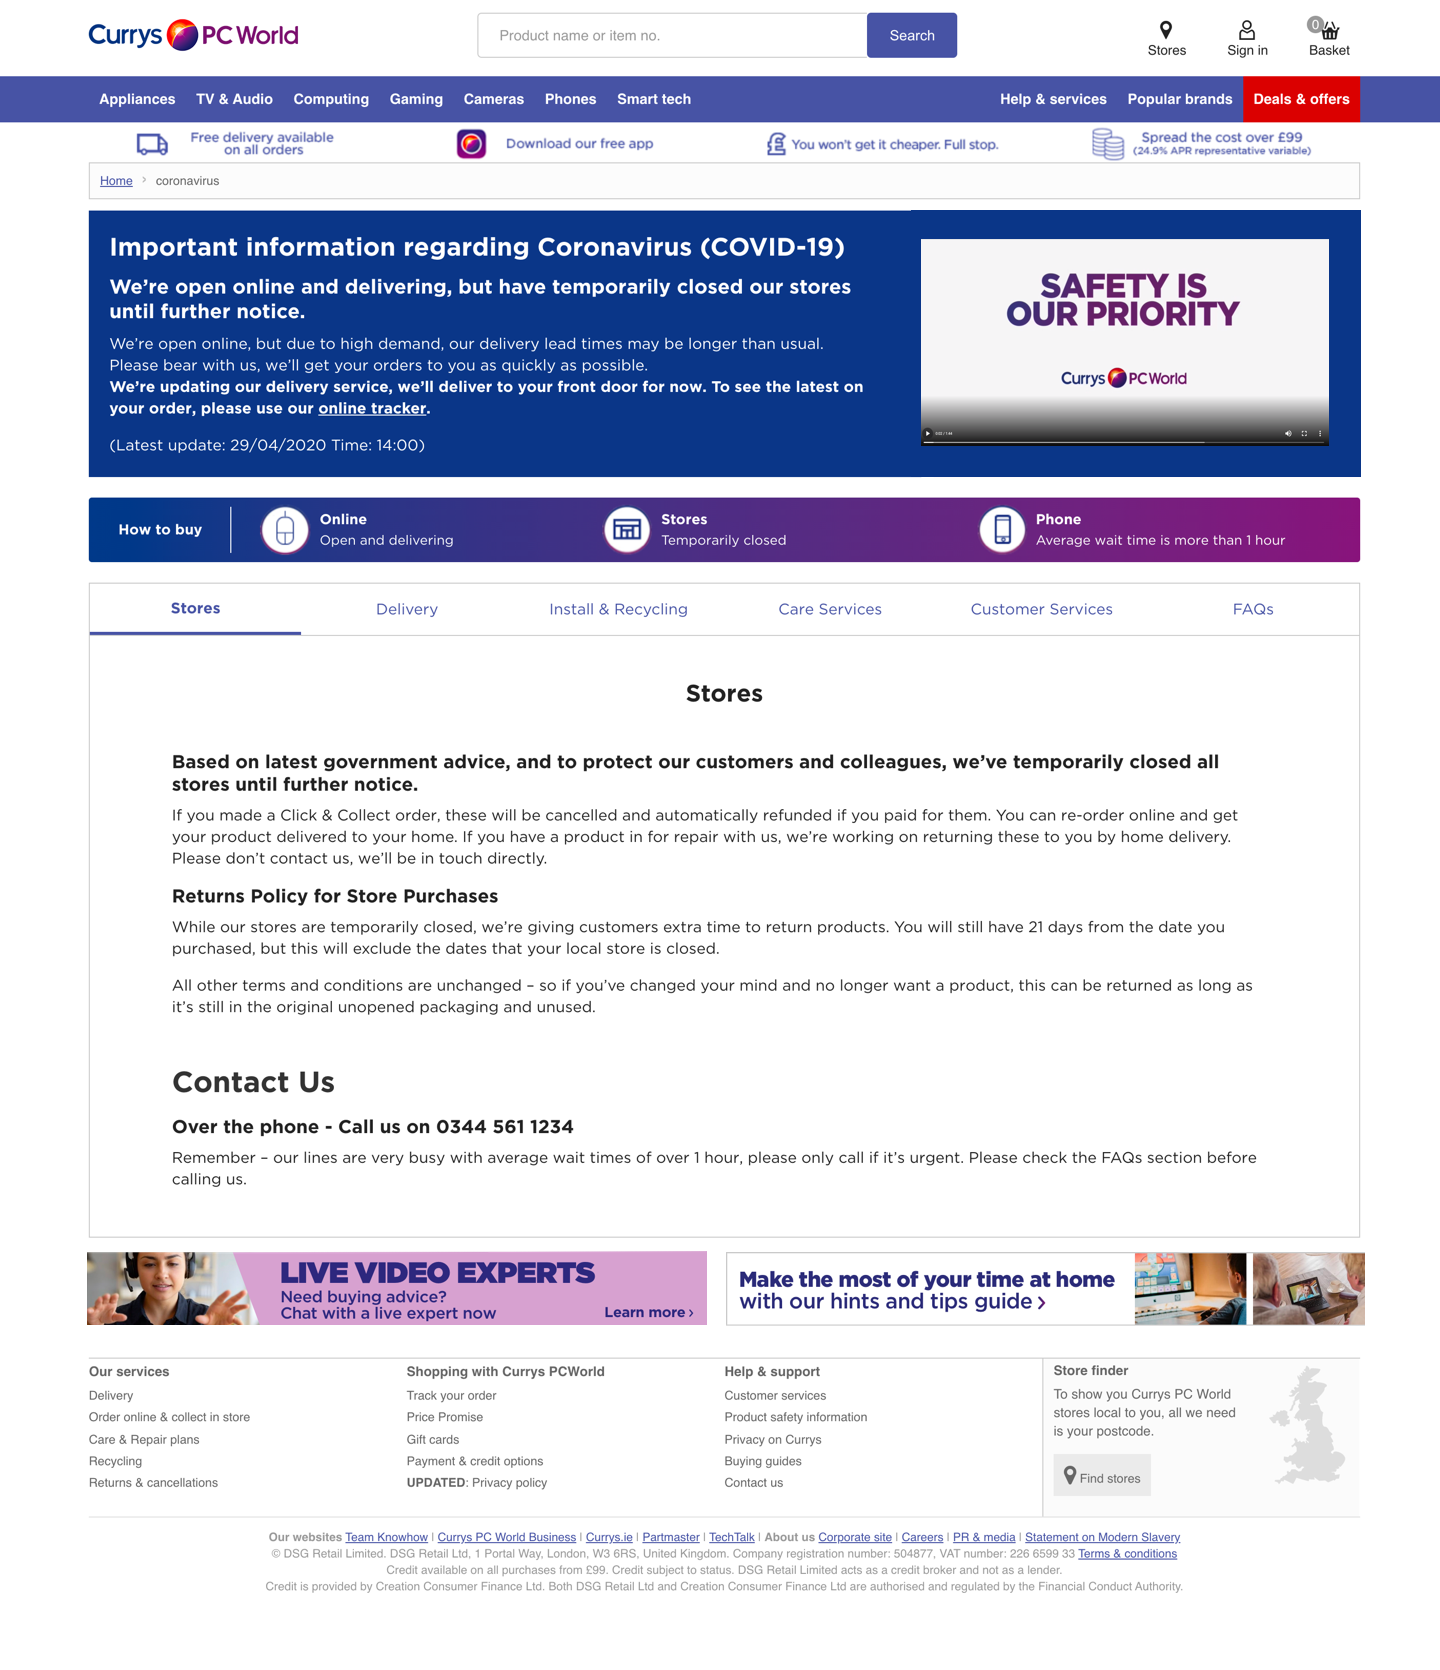 Currys PC World
Product name or item no.
Search
Stores
Sign in
0
Basket
Appliances TV & Audio Computing Gaming Cameras Phones Smart tech Help & services Popular brands Deals & offers
Free delivery available
on all orders
Download our free app
You won't get it cheaper. Full stop.
Spread the cost over £99
(24.9% APR representative variable)
Home › coronavirus
Important information regarding Coronavirus (COVID-19)
We're open online and delivering, but have temporarily closed our stores
until further notice.
We're open online, but due to high demand, our delivery lead times may be longer than usual.
Please bear with us, we'll get your orders to you as quickly as possible.
We're updating our delivery service, we'll deliver to your front door for now. To see the latest on
your order, please use our online tracker.
(Latest update: 29/04/2020 Time: 14:00)
SAFETY IS
OUR PRIORITY
Currys PC World
How to buy
Online
Open and delivering
Stores
Temporarily closed
Phone
Average wait time is more than 1 hour
Stores Delivery Install & Recycling Care Services Customer Services FAQs
Stores
Based on latest government advice, and to protect our customers and colleagues, we've temporarily closed all
stores until further notice.
If you made a Click & Collect order, these will be cancelled and automatically refunded if you paid for them. You can re-order online and get
your product delivered to your home. If you have a product in for repair with us, we're working on returning these to you by home delivery.
Please don't contact us, we'll be in touch directly.
Returns Policy for Store Purchases
While our stores are temporarily closed, we're giving customers extra time to return products. You will still have 21 days from the date you
purchased, but this will exclude the dates that your local store is closed.
All other terms and conditions are unchanged – so if you've changed your mind and no longer want a product, this can be returned as long as
it's still in the original unopened packaging and unused.
Contact Us
Over the phone - Call us on 0344 561 1234
Remember – our lines are very busy with average wait times of over 1 hour, please only call if it's urgent. Please check the FAQs section before
calling us.
LIVE VIDEO EXPERTS
Need buying advice?
Chat with a live expert now
Learn more ›
Make the most of your time at home
with our hints and tips guide ›
Our services
Delivery
Order online & collect in store
Care & Repair plans
Recycling
Returns & cancellations
Shopping with Currys PCWorld
Track your order
Price Promise
Gift cards
Payment & credit options
UPDATED: Privacy policy
Help & support
Customer services
Product safety information
Privacy on Currys
Buying guides
Contact us
Store finder
To show you Currys PC World
stores local to you, all we need
is your postcode.
Find stores
Our websites Team Knowhow | Currys PC World Business | Currys.ie | Partmaster | TechTalk | About us Corporate site | Careers | PR & media | Statement on Modern Slavery
© DSG Retail Limited. DSG Retail Ltd, 1 Portal Way, London, W3 6RS, United Kingdom. Company registration number: 504877, VAT number: 226 6599 33 Terms & conditions
Credit available on all purchases from £99. Credit subject to status. DSG Retail Limited acts as a credit broker and not as a lender.
Credit is provided by Creation Consumer Finance Ltd. Both DSG Retail Ltd and Creation Consumer Finance Ltd are authorised and regulated by the Financial Conduct Authority.